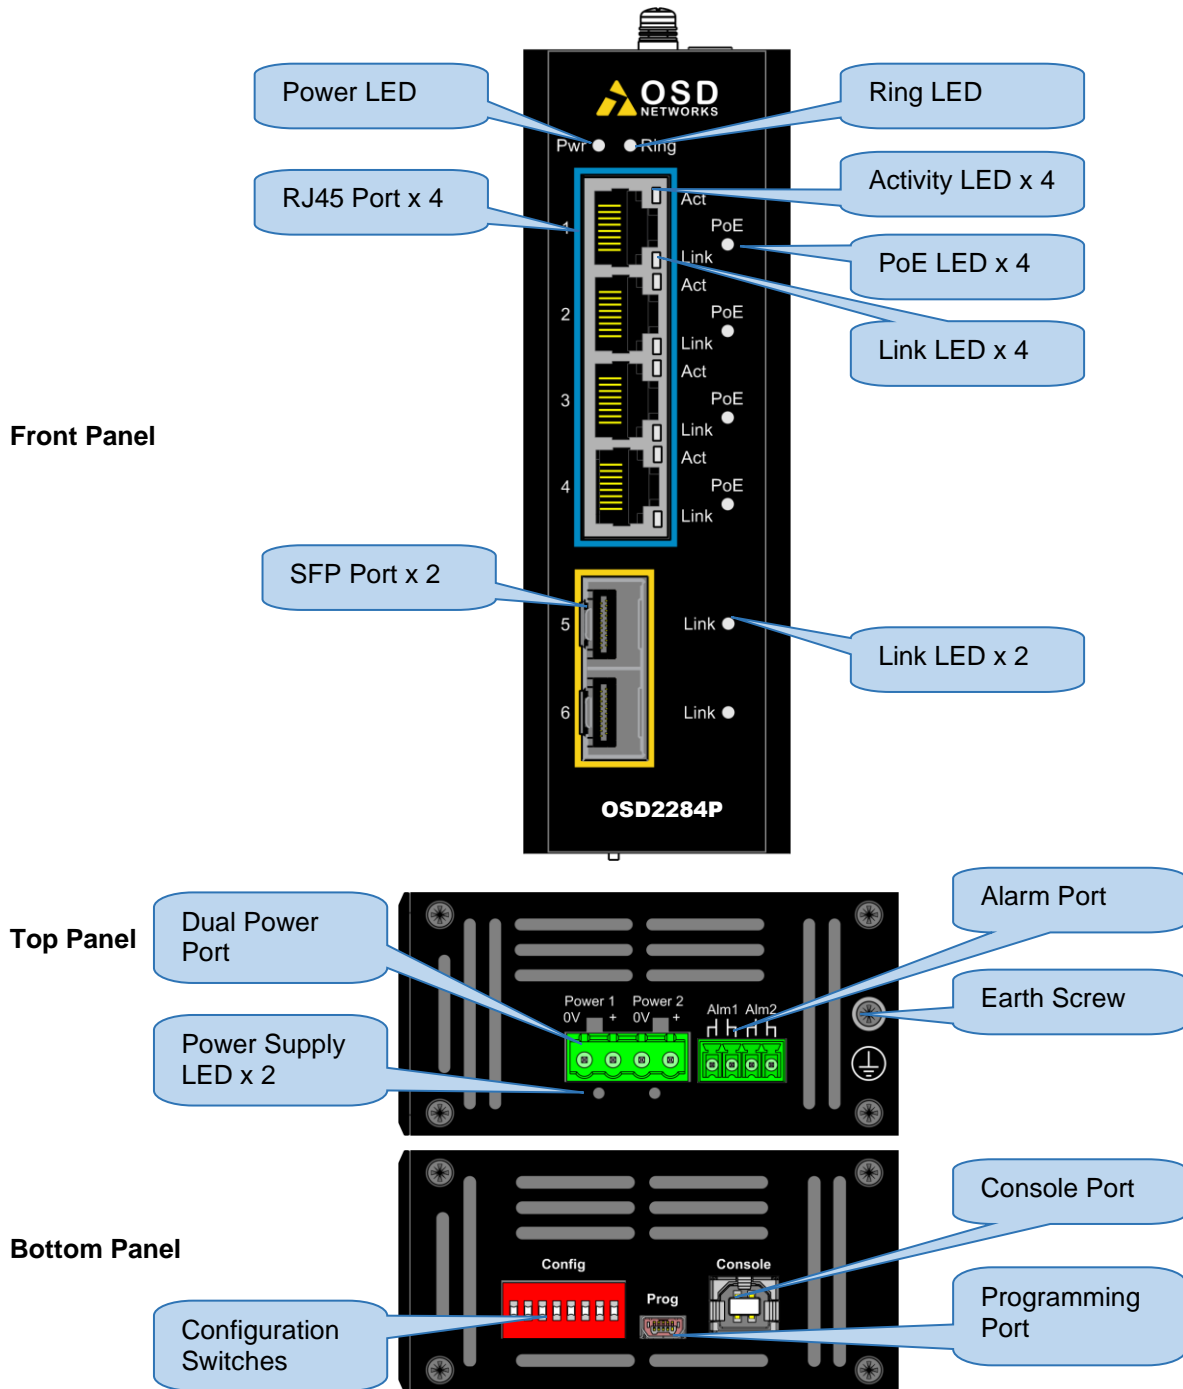 OSD
NETWORKS
Power LED
Ring LED
Pwr
Ring
RJ45 Port x 4
Activity LED x 4
PoE LED x 4
Link LED x 4
1
Act
PoE
Link
2
Act
PoE
Link
3
Act
PoE
Link
4
Act
PoE
Link
Front Panel
SFP Port x 2
5
Link
Link LED x 2
6
Link
OSD2284P
Top Panel
Dual Power
Port
Alarm Port
Earth Screw
Power Supply
LED x 2
Power 1 Power 2
0V + 0V +
Alm1 Alm2
Bottom Panel
Console Port
Config
Prog
Console
Configuration
Switches
Programming
Port